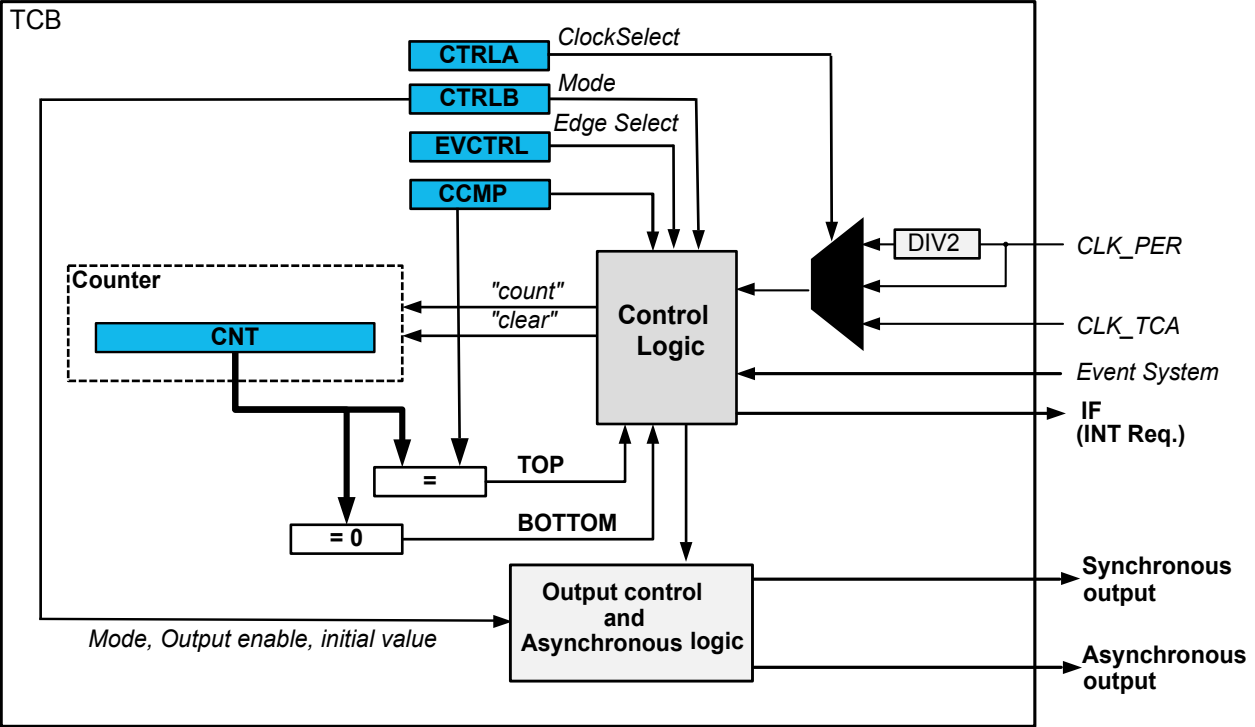 TCB
ClockSelect
CTRLA
Mode
CTRLB
Edge Select
EVCTRL
CCMP
DIV2
CLK_PER
Counter
"count"
"clear"
CNT
Control
Logic
CLK_TCA
Event System
IF
(INT Req.)
TOP
=
BOTTOM
= 0
Output control
and
Asynchronous logic
Mode, Output enable, initial value
Synchronous
output
Asynchronous
output